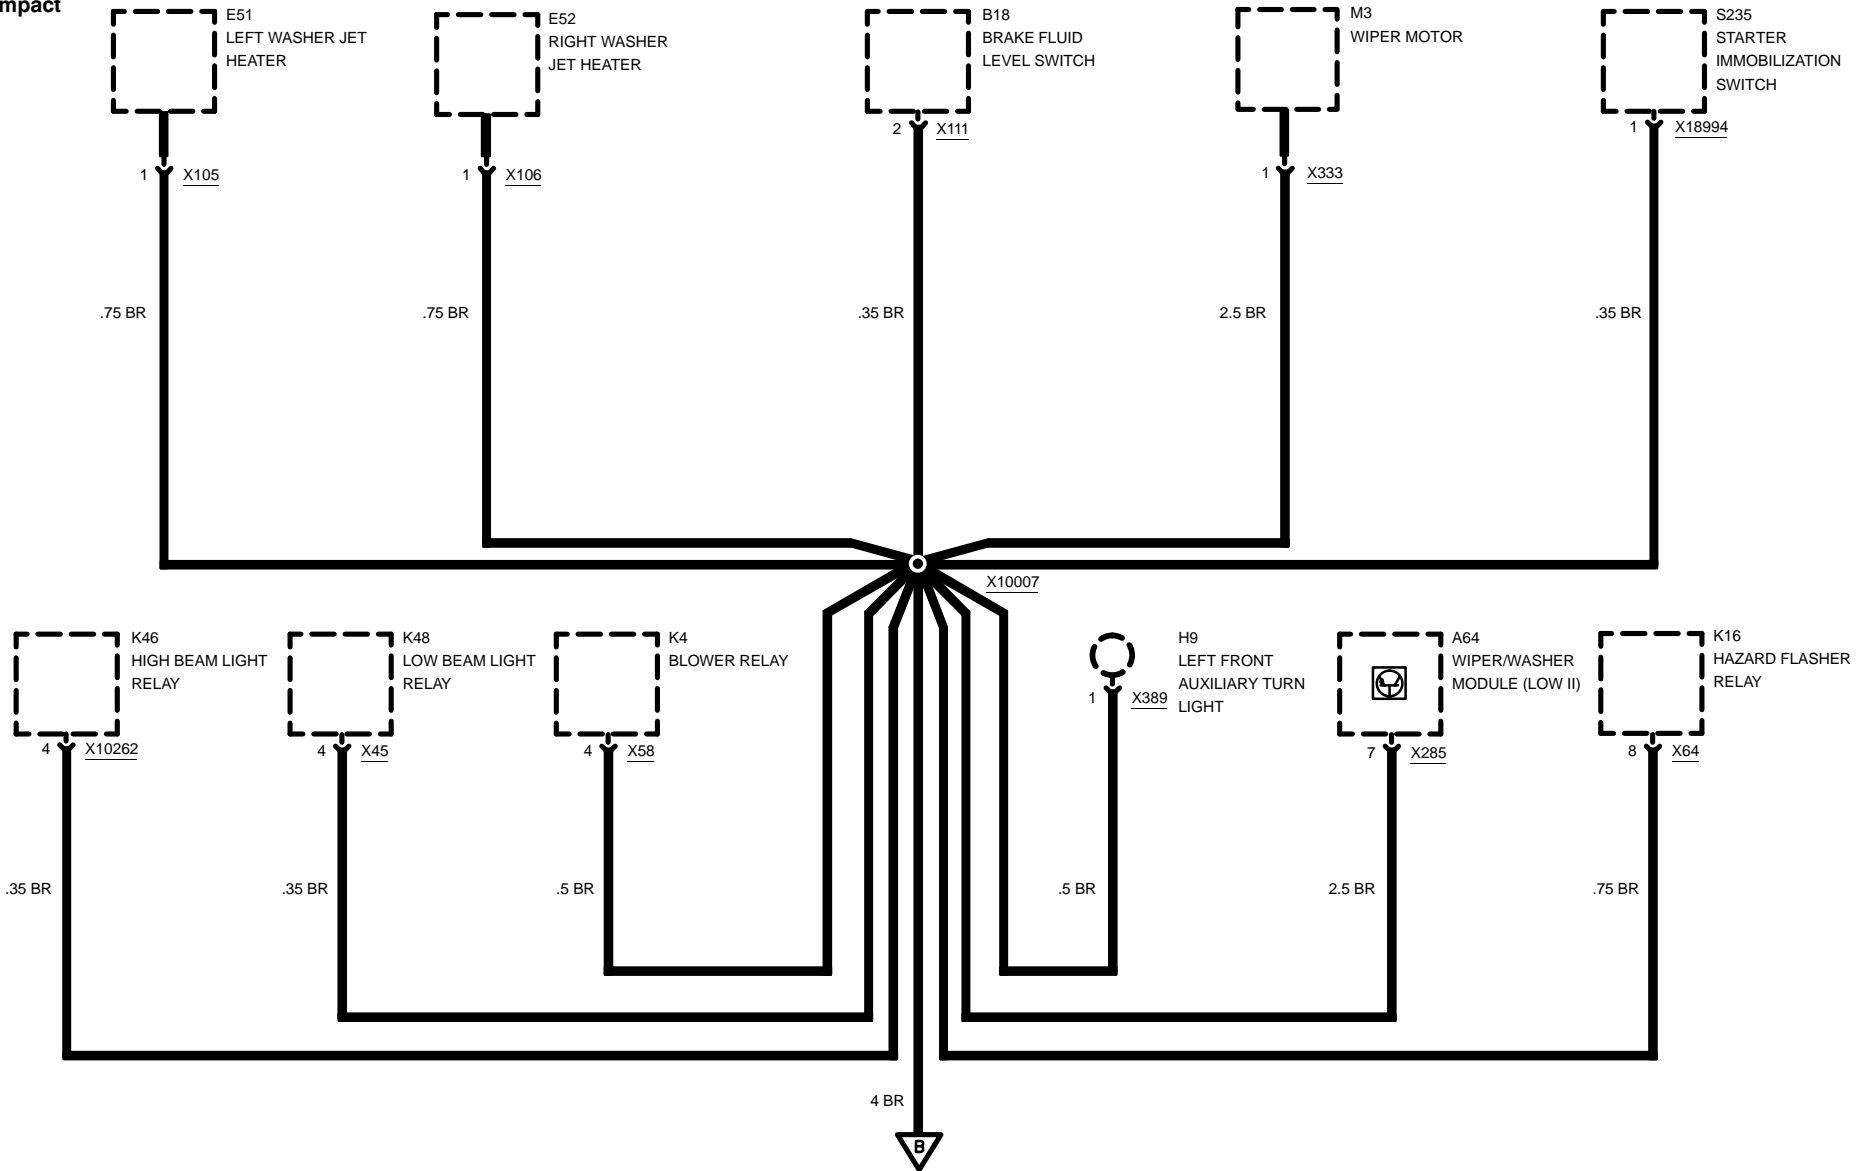 mpact
E51
LEFT WASHER JET
HEATER
E52
RIGHT WASHER
JET HEATER
B18
BRAKE FLUID
LEVEL SWITCH
M3
WIPER MOTOR
S235
STARTER
IMMOBILIZATION
SWITCH
1 X105
1 X106
2 X111
1 X333
1 X18994
.75 BR
.75 BR
.35 BR
2.5 BR
.35 BR
X10007
K46
HIGH BEAM LIGHT
RELAY
K48
LOW BEAM LIGHT
RELAY
K4
BLOWER RELAY
H9
LEFT FRONT
AUXILIARY TURN
LIGHT
A64
WIPER/WASHER
MODULE (LOW II)
K16
HAZARD FLASHER
RELAY
4 X10262
4 X45
4 X58
1 X389
7 X285
8 X64
.35 BR
.35 BR
.5 BR
.5 BR
2.5 BR
.75 BR
4 BR
B